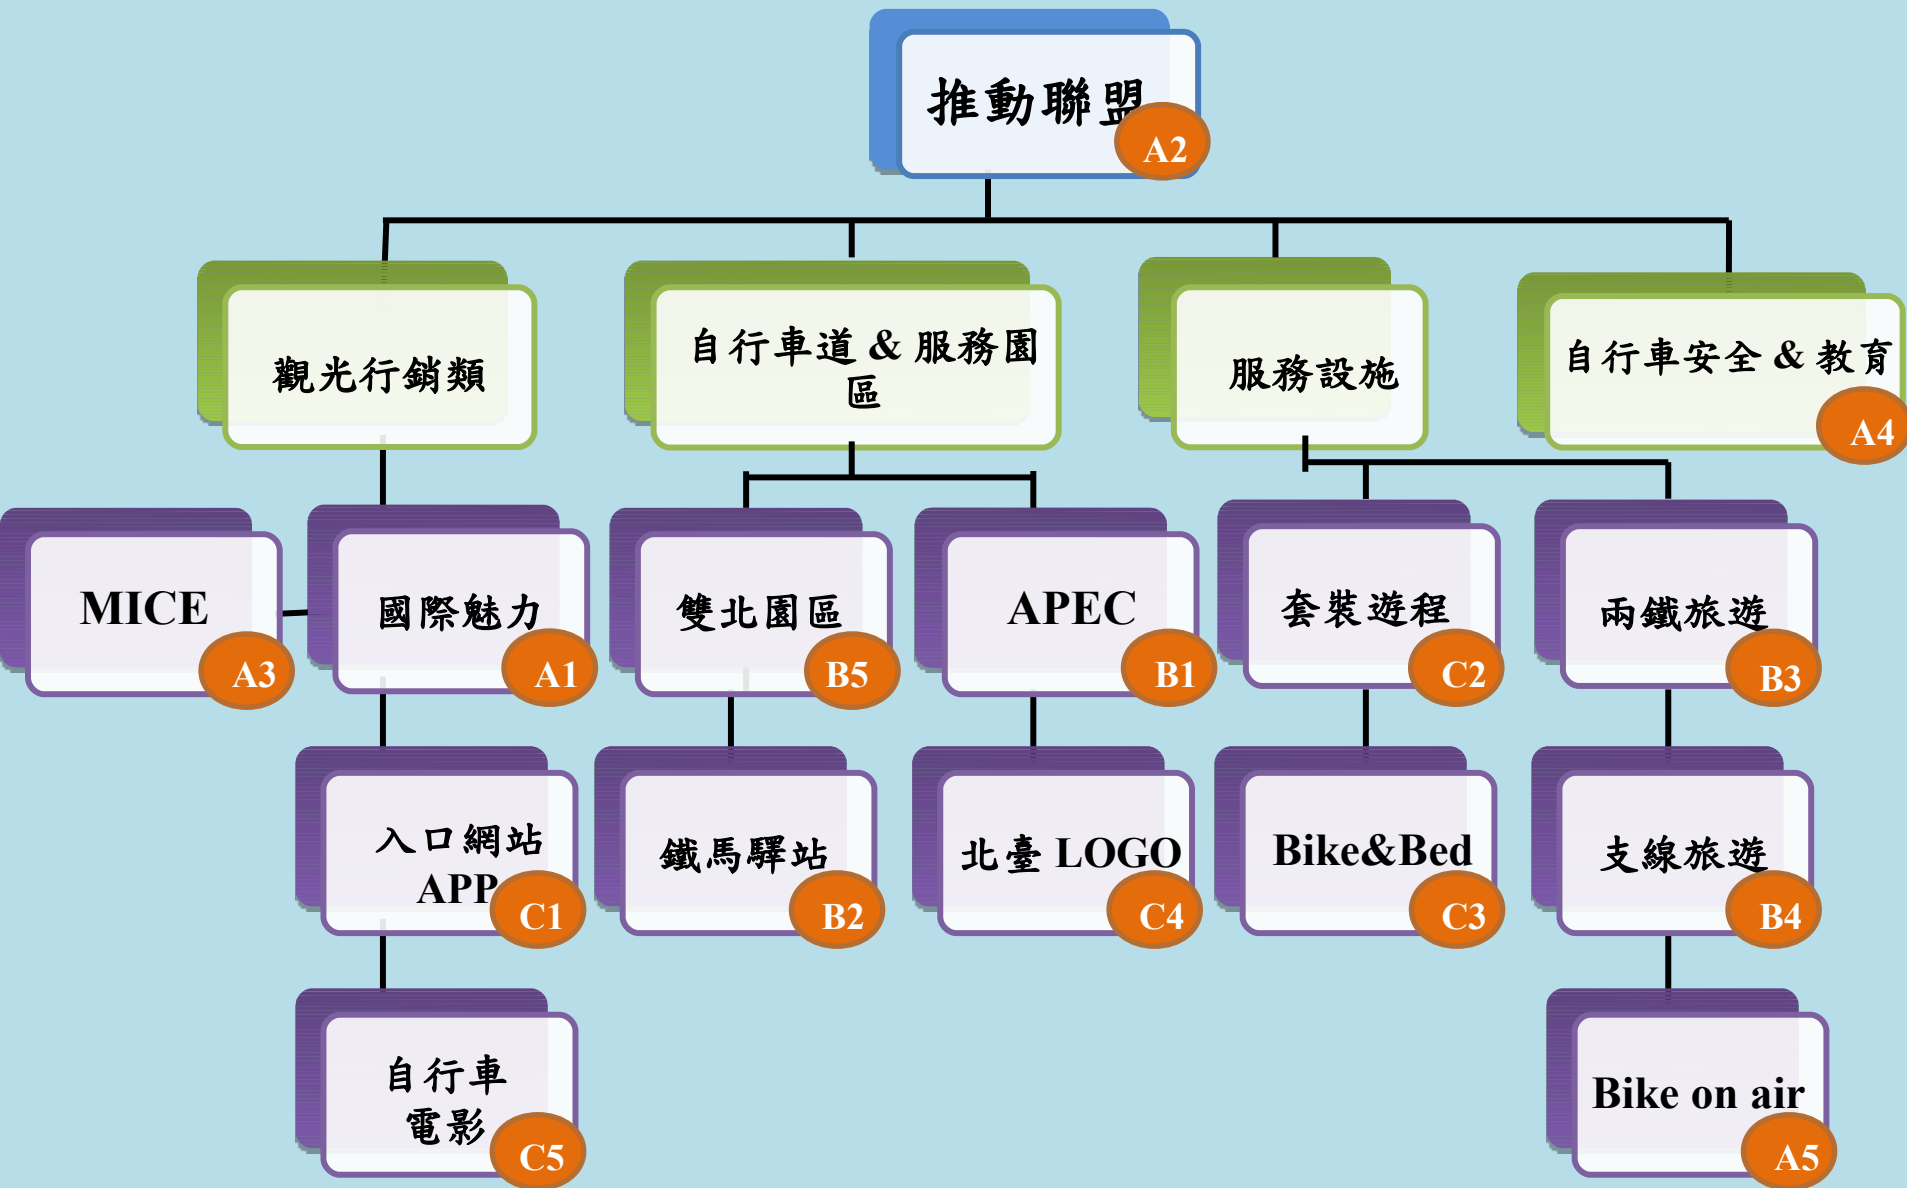 推動聯盟
A2
觀光行銷類
自行車道 & 服務園
區
服務設施
自行車安全 & 教育
A4
MICE
A3
國際魅力
A1
雙北園區
B5
APEC
B1
套裝遊程
C2
兩鐵旅遊
B3
入口網站
APP
C1
鐵馬驛站
B2
北臺 LOGO
C4
Bike&Bed
C3
支線旅遊
B4
自行車
電影
C5
Bike on air
A5